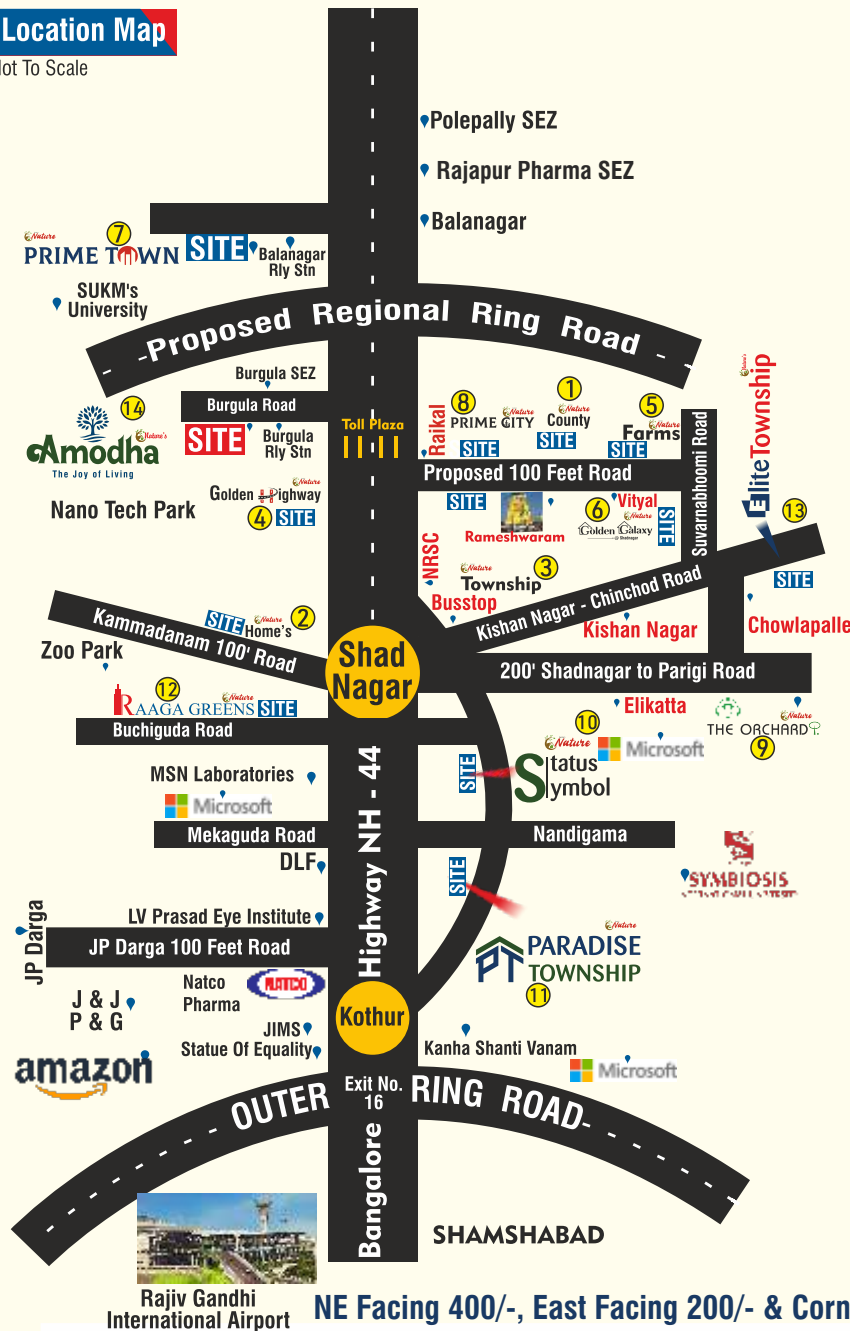 Location Map
Not To Scale
Polepally SEZ
Rajapur Pharma SEZ
Balanagar
Nature
7
PRIME TOWN
SITE
Balanagar
Rly Stn
SUKM's
University
Proposed Regional Ring Road
Burgula SEZ
Burgula Road
14
Amodha
Nature's
The Joy of Living
SITE
Burgula
Rly Stn
Toll Plaza
Raikal
8
PRIME CITY
Nature
SITE
1
Nature
County
SITE
5
Nature
Farms
SITE
Nature's
Elite Township
Proposed 100 Feet Road
Suvarnabhoomi Road
Nano Tech Park
Nature
Golden Highway
4
SITE
SITE
Rameshwaram
Vityal
6
Nature
Golden Galaxy
SITE
13
SITE
NRSC
Nature
Township
3
Busstop
Kishan Nagar - Chinchod Road
Kishan Nagar
Chowlapalle
Kammadanam 100' Road
SITE
Nature
Home's
2
Zoo Park
Shad
Nagar
200' Shadnagar to Parigi Road
12
RAAGA GREENS
Nature
SITE
Buchiguda Road
Elikatta
THE ORCHARD
Nature
9
10
Nature
Status
Symbol
SITE
Microsoft
MSN Laboratories
Microsoft
Mekaguda Road
Nandigama
Highway NH - 44
DLF
SITE
SYMBIOSIS
LV Prasad Eye Institute
JP Darga
JP Darga 100 Feet Road
Nature
PT
PARADISE
TOWNSHIP
11
Natco
Pharma
NATCO
J & J
P & G
Kothur
JIMS
Statue Of Equality
Kanha Shanti Vanam
Microsoft
amazon
Exit No.
16
OUTER RING ROAD
Bangalore
SHAMSHABAD
Rajiv Gandhi
International Airport
NE Facing 400/-, East Facing 200/- & Corn